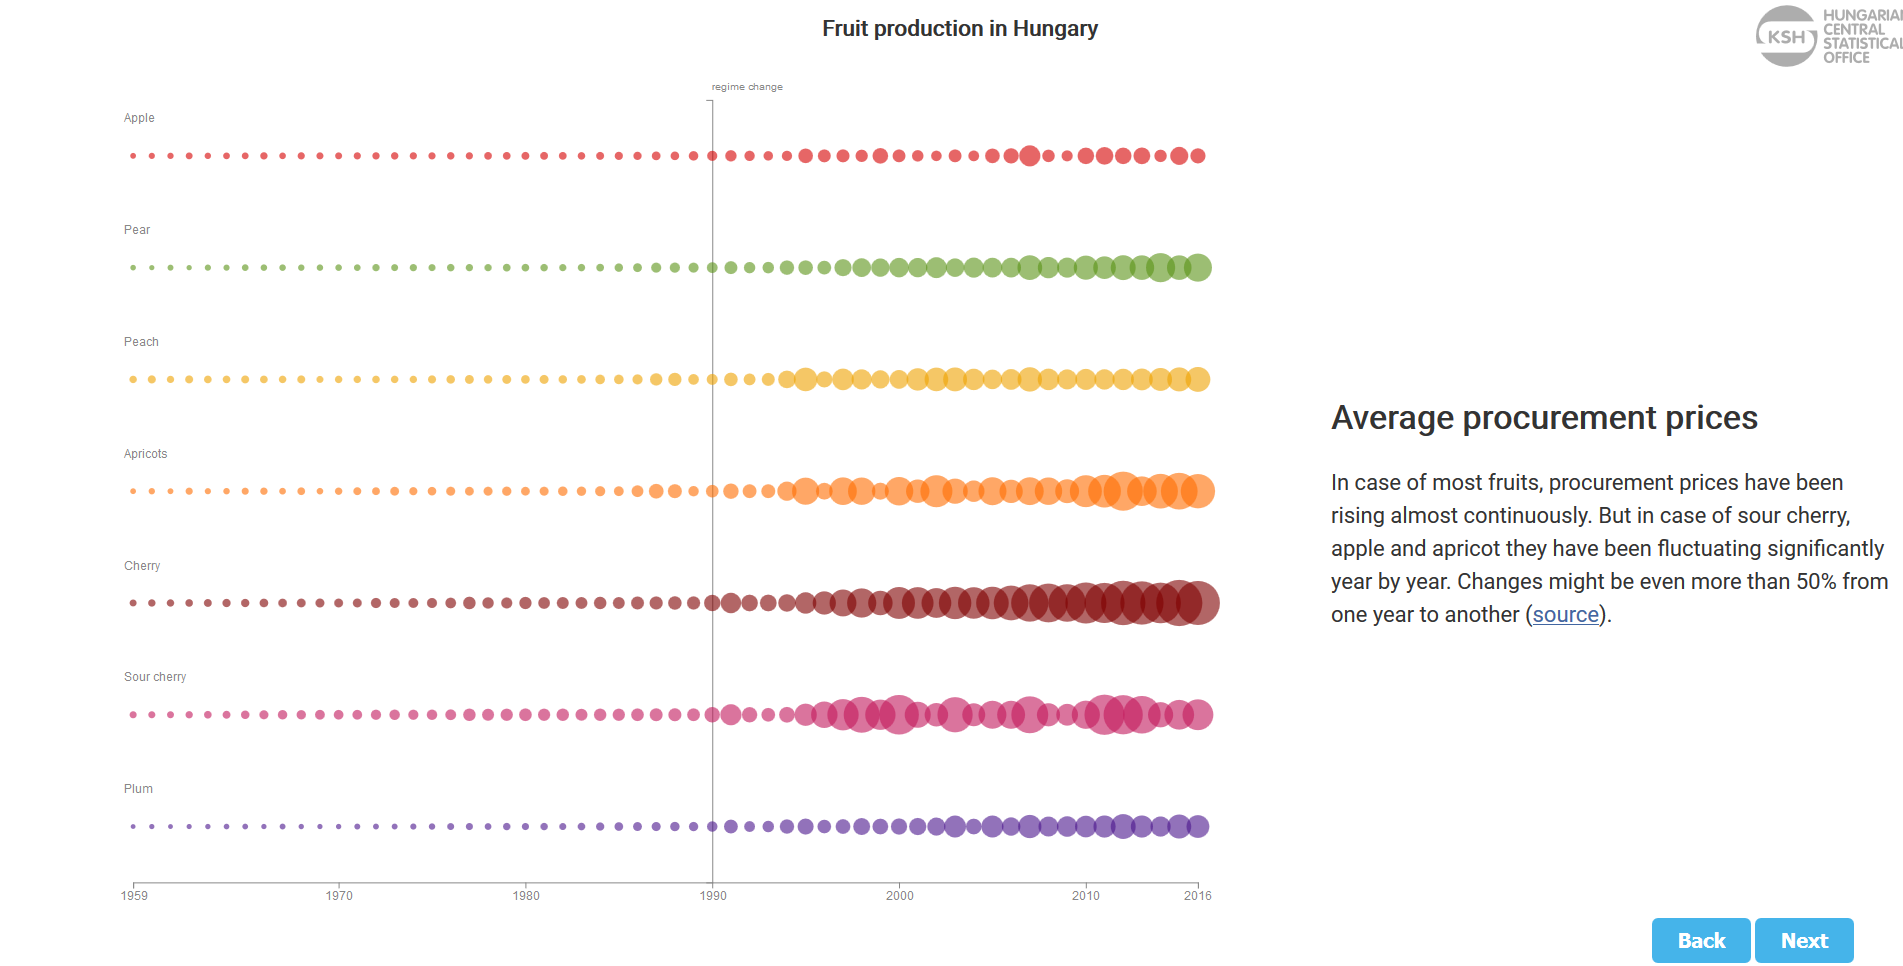 Fruit production in Hungary
KSH
HUNGARIAN
CENTRAL
STATISTICAL
OFFICE
regime change
Apple
Pear
Peach
Apricots
Cherry
Sour cherry
Plum
1959 1970 1980 1990 2000 2010 2016
Average procurement prices
In case of most fruits, procurement prices have been
rising almost continuously. But in case of sour cherry,
apple and apricot they have been fluctuating significantly
year by year. Changes might be even more than 50% from
one year to another (source).
Back Next